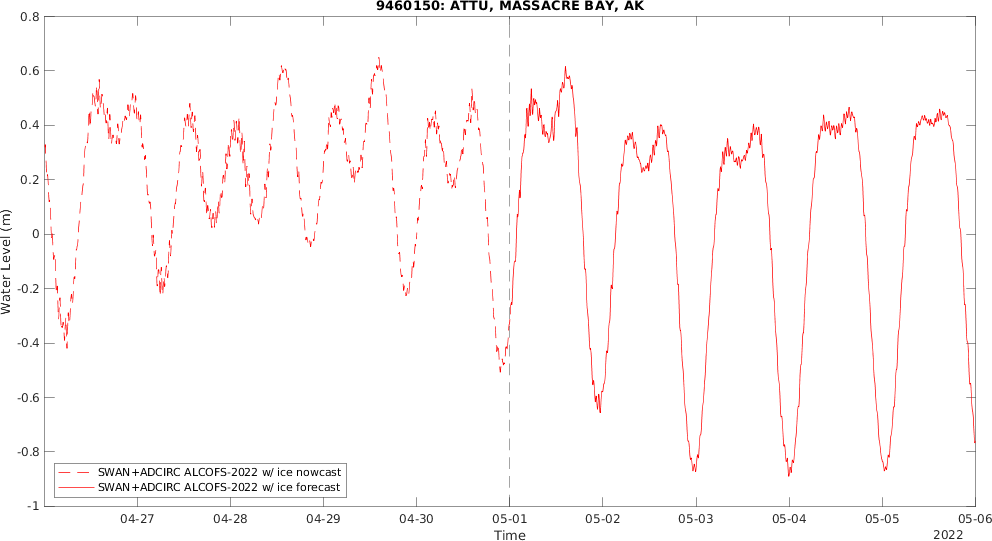 9460150: ATTU, MASSACRE BAY, AK
0.8
0.6
0.4
0.2
0
-0.2
-0.4
-0.6
-0.8
-1
Water Level (m)
SWAN+ADCIRC ALCOFS-2022 w/ ice nowcast
SWAN+ADCIRC ALCOFS-2022 w/ ice forecast
04-27 04-28 04-29 04-30 05-01 05-02 05-03 05-04 05-05 05-06
Time
2022